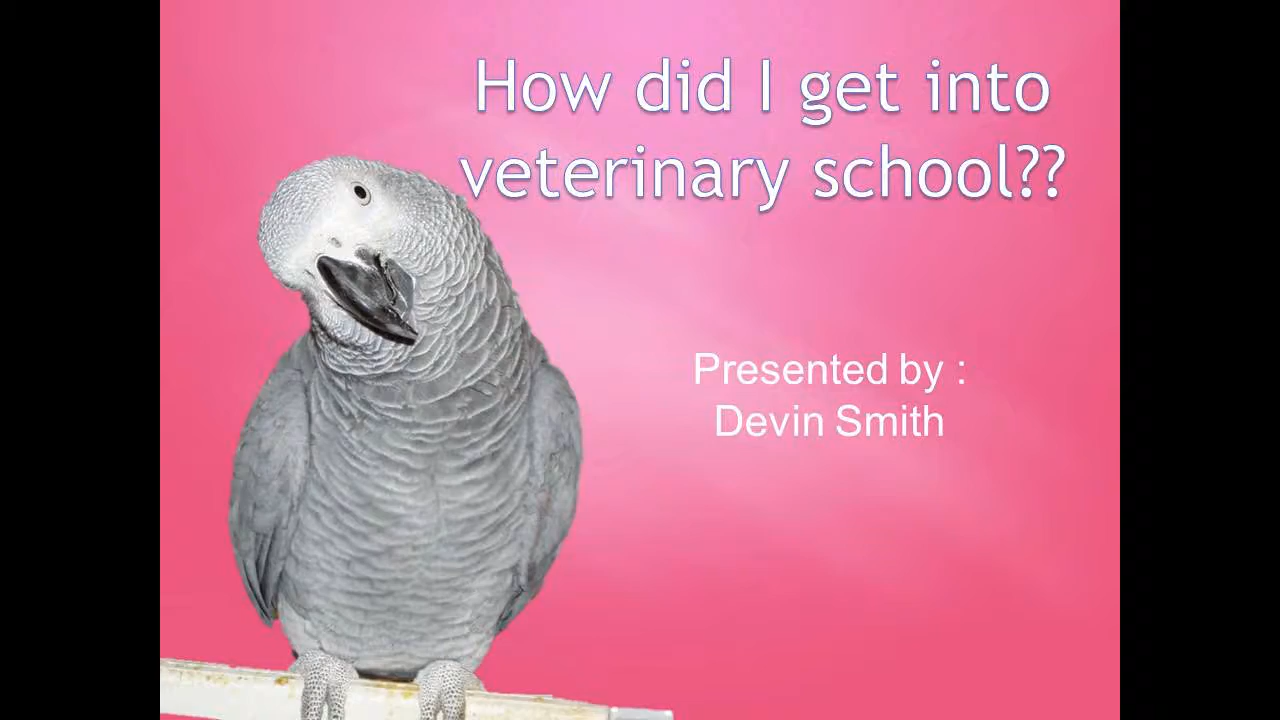 How did I get into
veterinary school??
Presented by :
Devin Smith